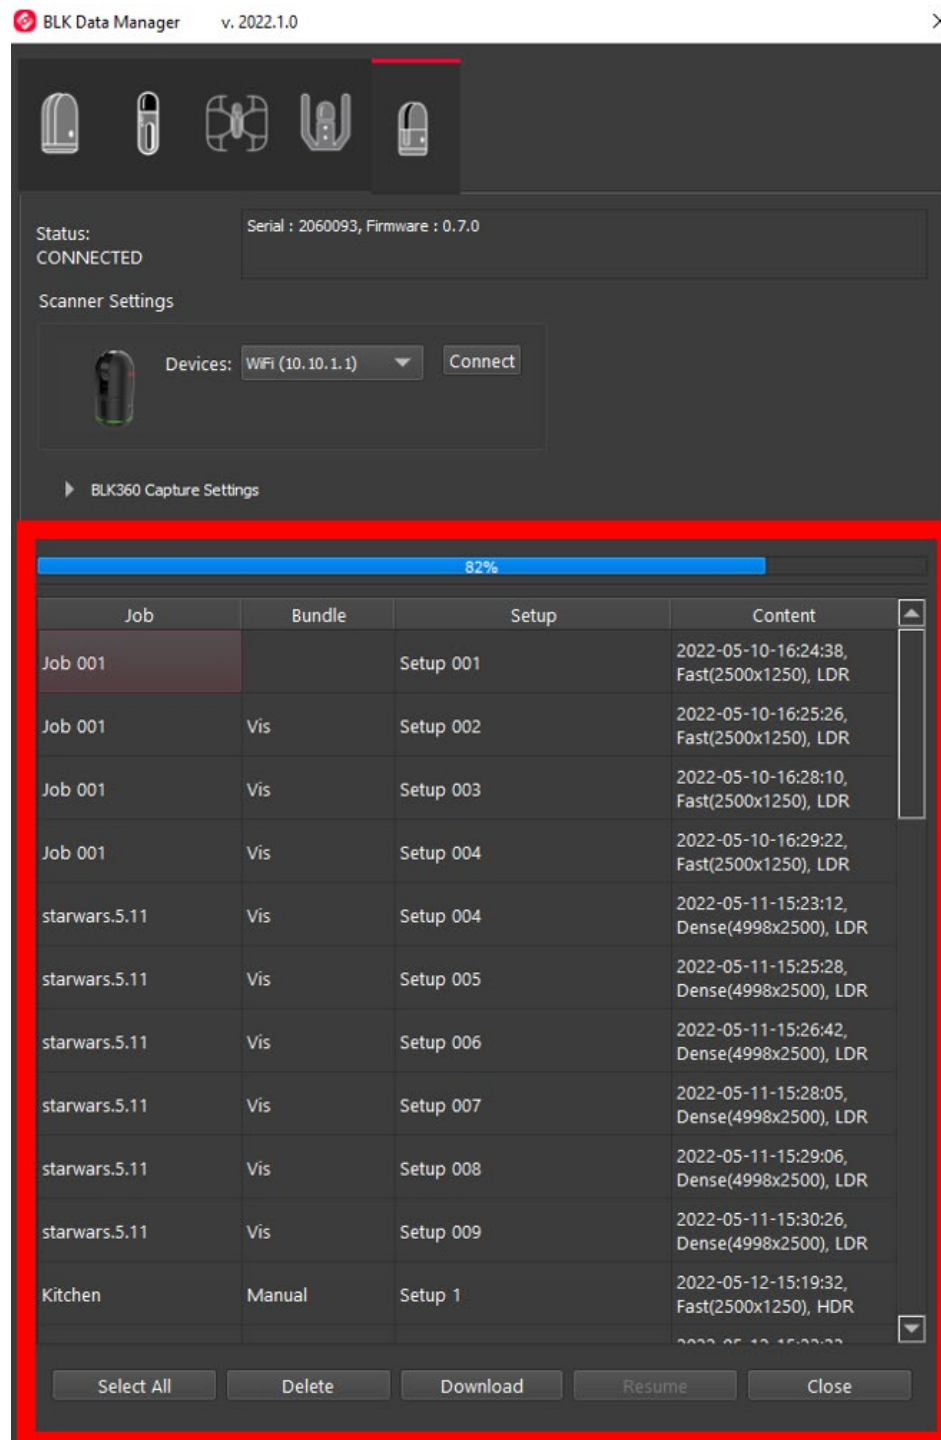 BLK Data Manager v. 2022.1.0
Status:
CONNECTED
Serial : 2060093, Firmware : 0.7.0
Scanner Settings
Devices: WiFi (10.10.1.1) Connect
BLK360 Capture Settings
82%
Job Bundle Setup Content
Job 001 Setup 001 2022-05-10-16:24:38,
Fast(2500x1250), LDR
Job 001 Vis Setup 002 2022-05-10-16:25:26,
Fast(2500x1250), LDR
Job 001 Vis Setup 003 2022-05-10-16:28:10,
Fast(2500x1250), LDR
Job 001 Vis Setup 004 2022-05-10-16:29:22,
Fast(2500x1250), LDR
starwars.5.11 Vis Setup 004 2022-05-11-15:23:12,
Dense(4998x2500), LDR
starwars.5.11 Vis Setup 005 2022-05-11-15:25:28,
Dense(4998x2500), LDR
starwars.5.11 Vis Setup 006 2022-05-11-15:26:42,
Dense(4998x2500), LDR
starwars.5.11 Vis Setup 007 2022-05-11-15:28:05,
Dense(4998x2500), LDR
starwars.5.11 Vis Setup 008 2022-05-11-15:29:06,
Dense(4998x2500), LDR
starwars.5.11 Vis Setup 009 2022-05-11-15:30:26,
Dense(4998x2500), LDR
Kitchen Manual Setup 1 2022-05-12-15:19:32,
Fast(2500x1250), HDR
Select All Delete Download Resume Close